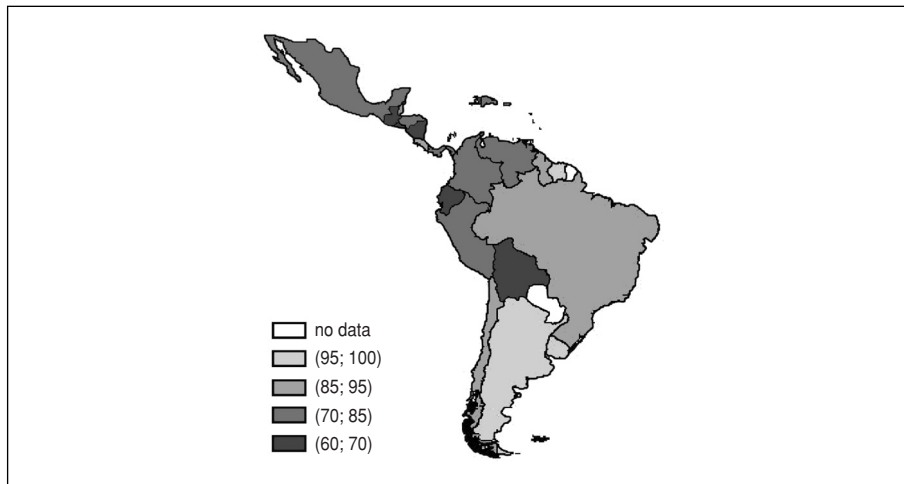 no data
(95; 100)
(85; 95)
(70; 85)
(60; 70)